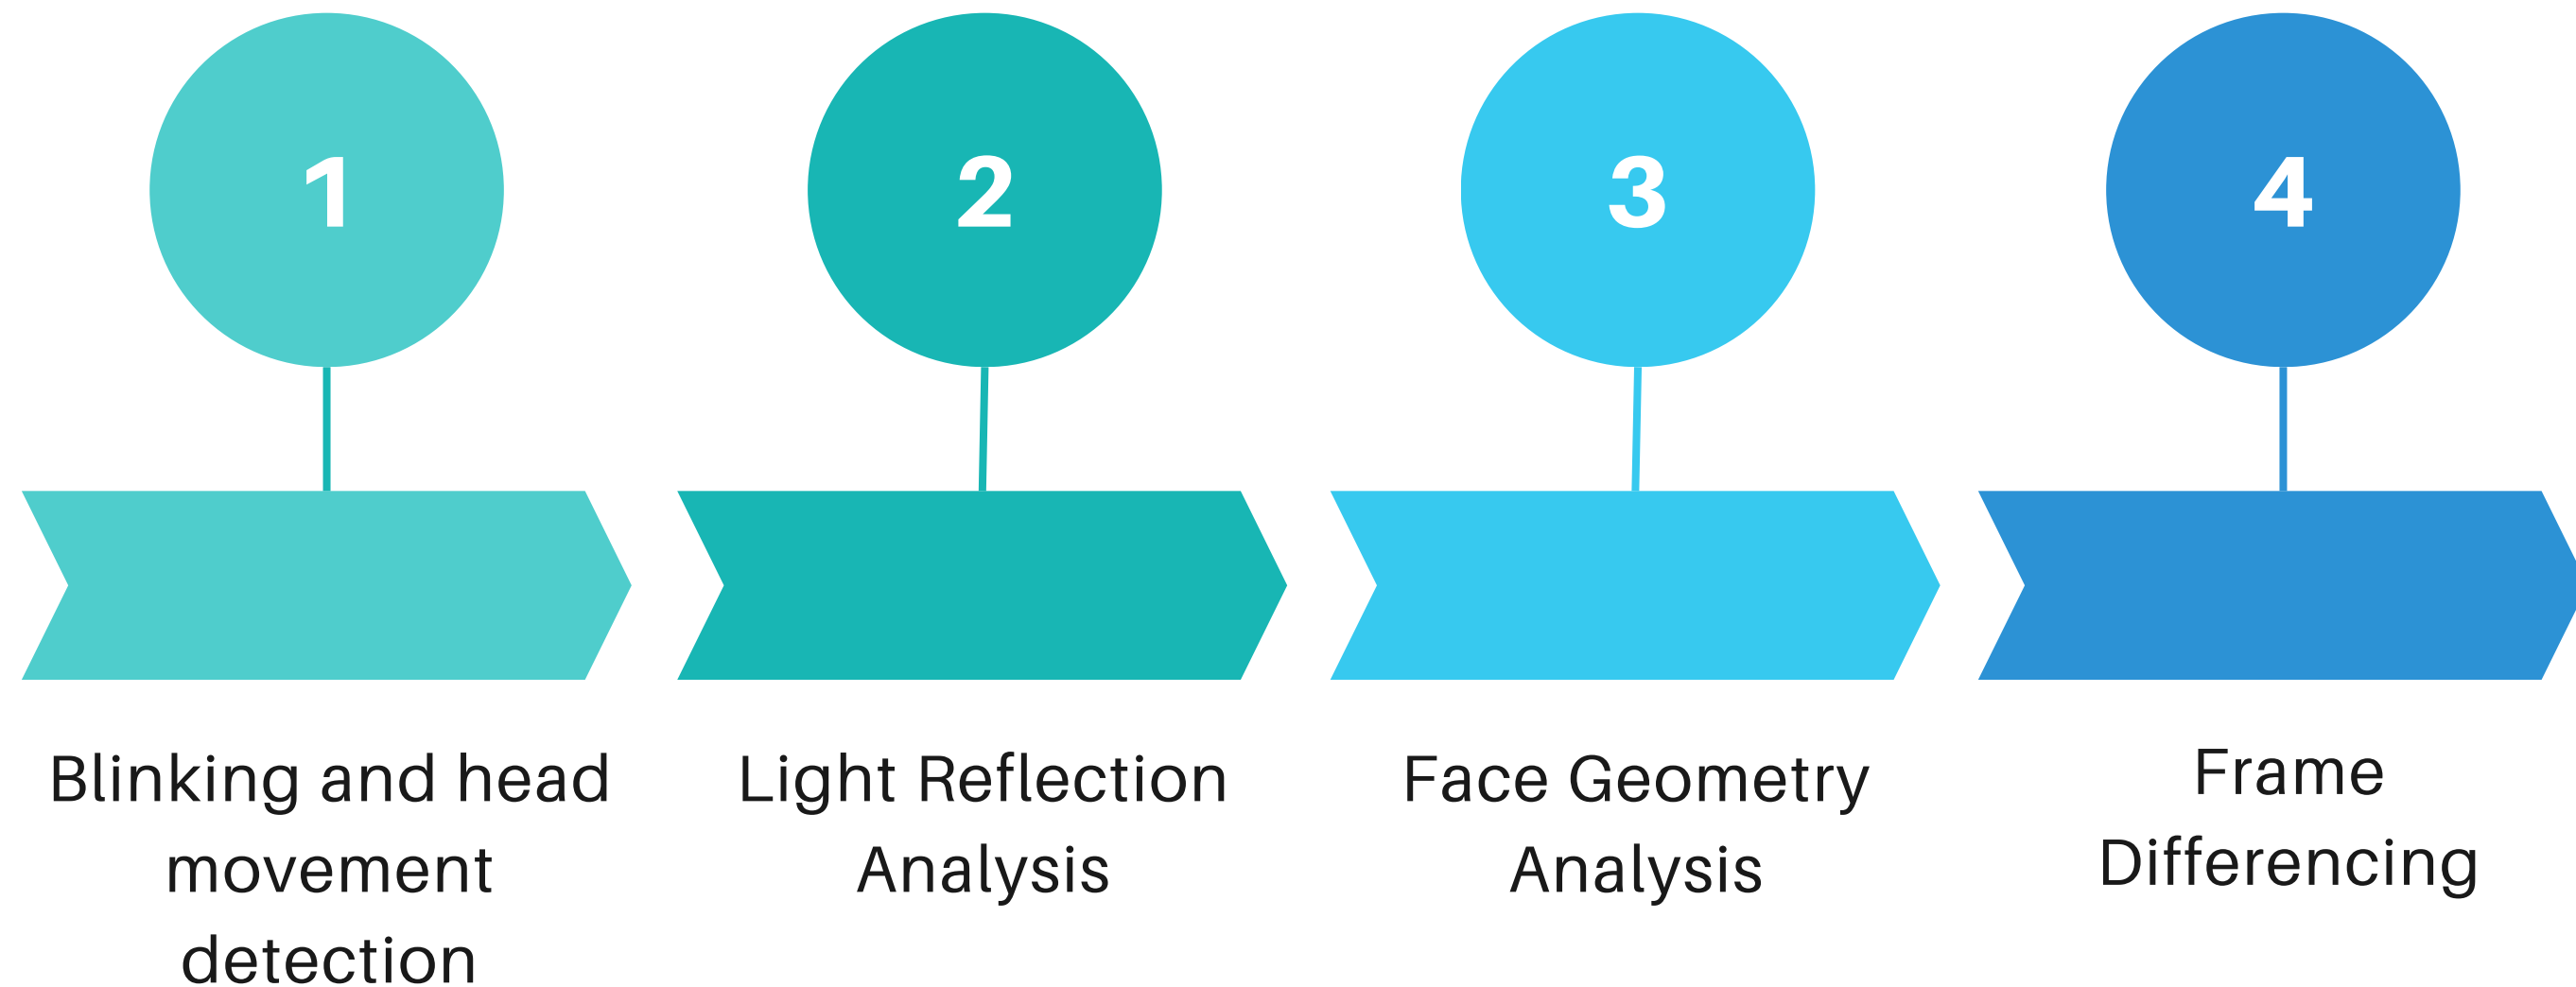 1
2
3
4
Blinking and head
movement
detection
Light Reflection
Analysis
Face Geometry
Analysis
Frame
Differencing